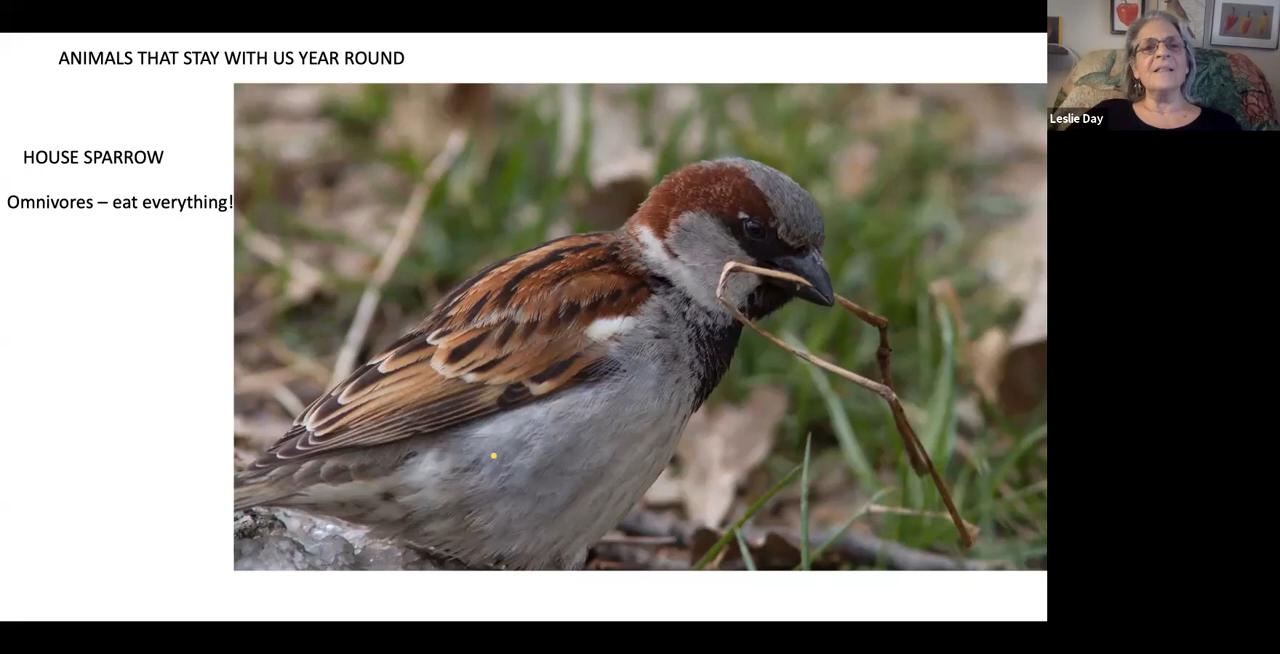 ANIMALS THAT STAY WITH US YEAR ROUND
HOUSE SPARROW
Omnivores – eat everything!
Leslie Day